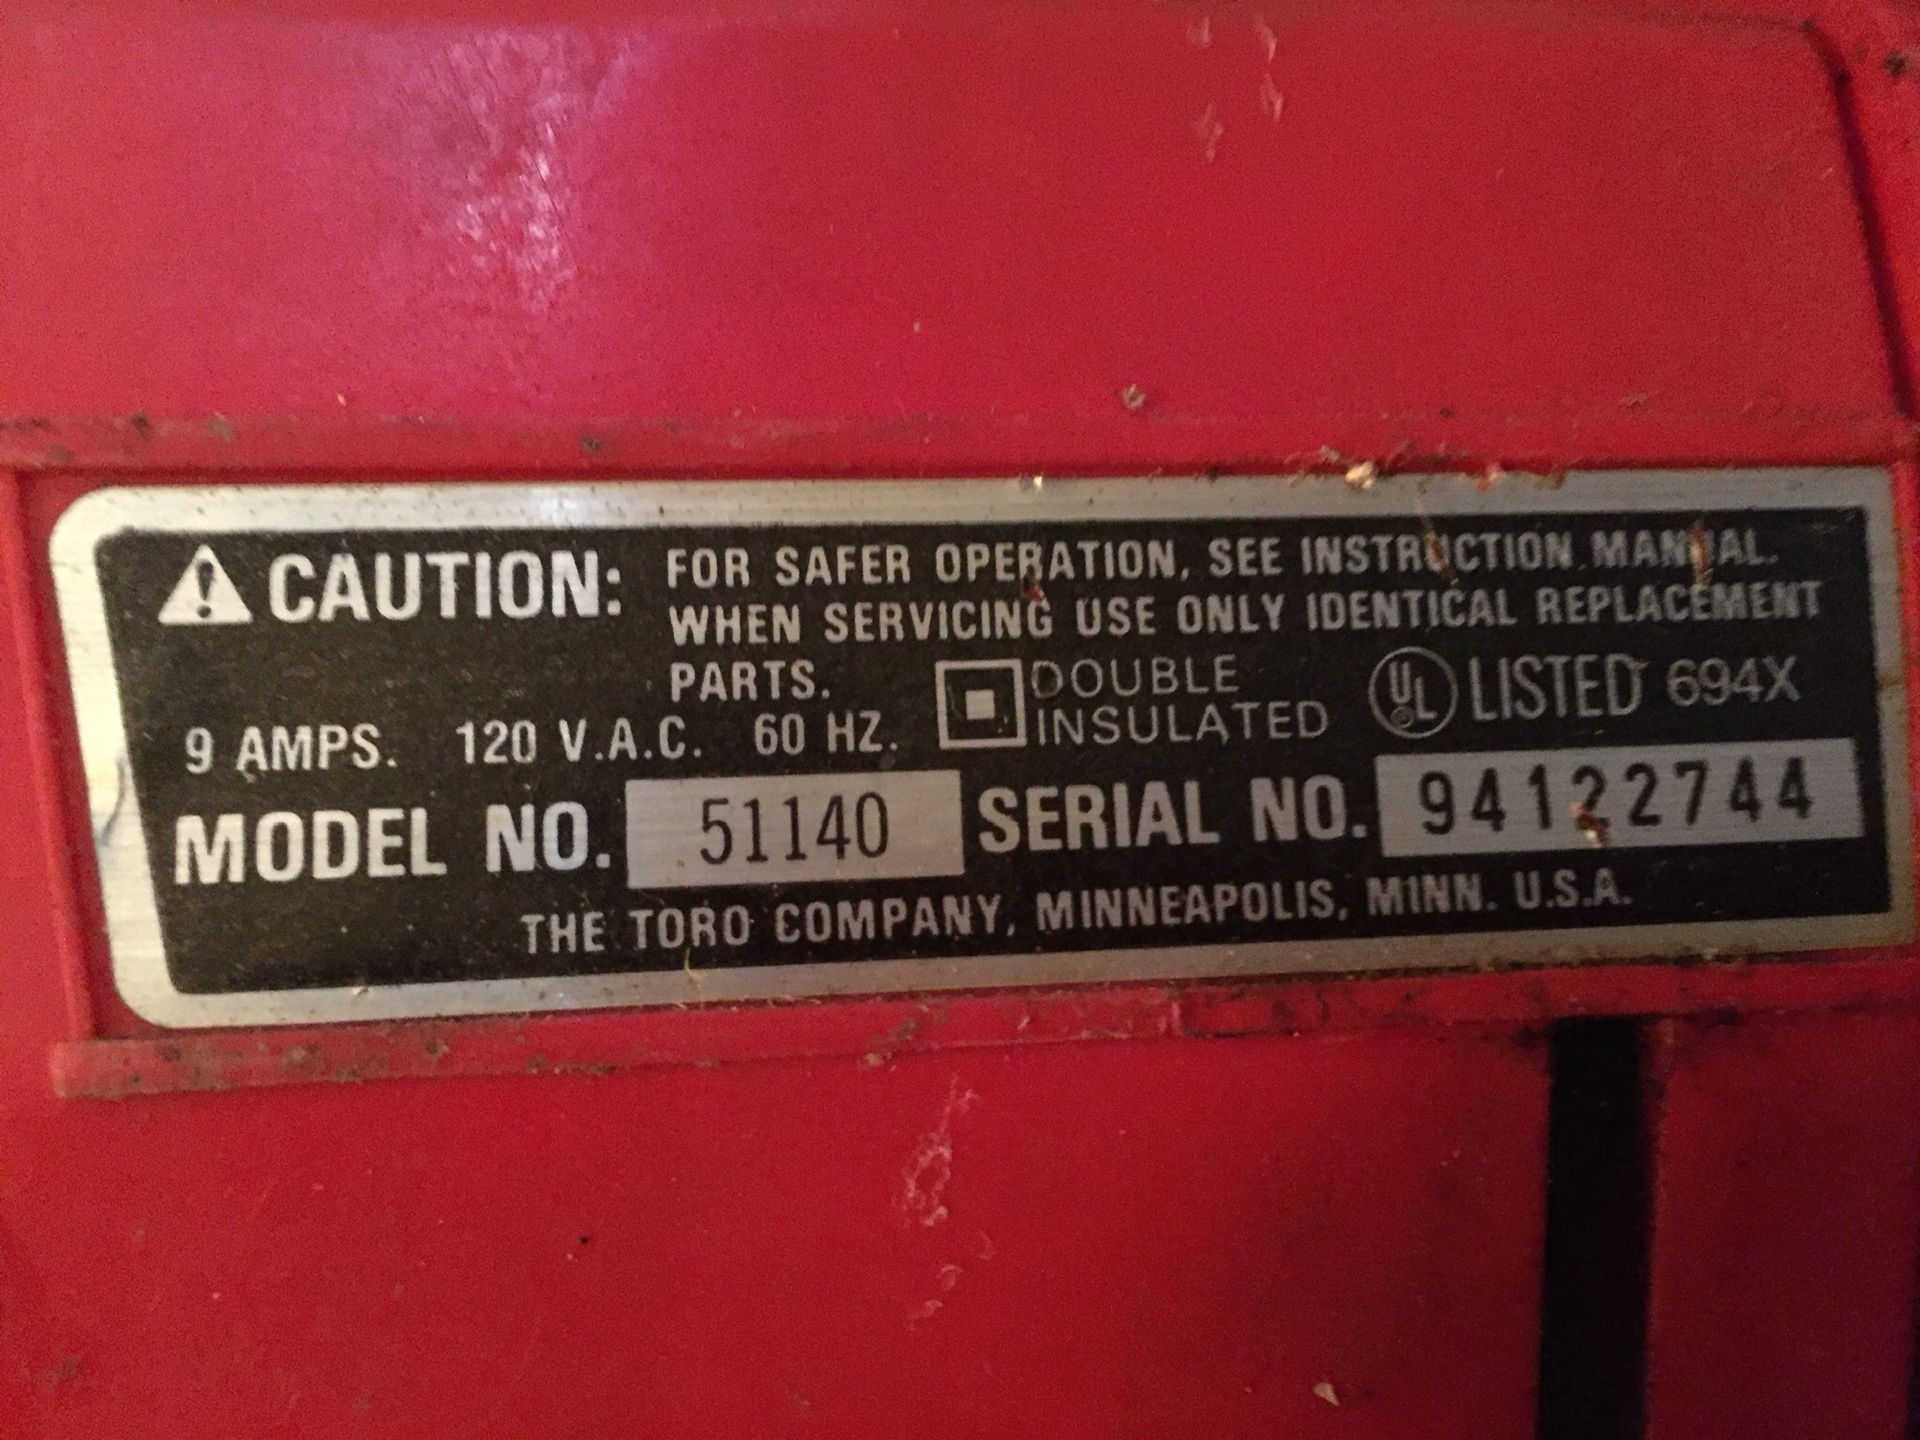 CAUTION: FOR SAFER OPERATION, SEE INSTRUCTION MANUAL.
WHEN SERVICING USE ONLY IDENTICAL REPLACEMENT
PARTS.
DOUBLE
INSULATED
UL LISTED 694X
9 AMPS. 120 V.A.C. 60 HZ.
MODEL NO. 51140 SERIAL NO. 94122744
THE TORO COMPANY, MINNEAPOLIS, MINN. U.S.A.